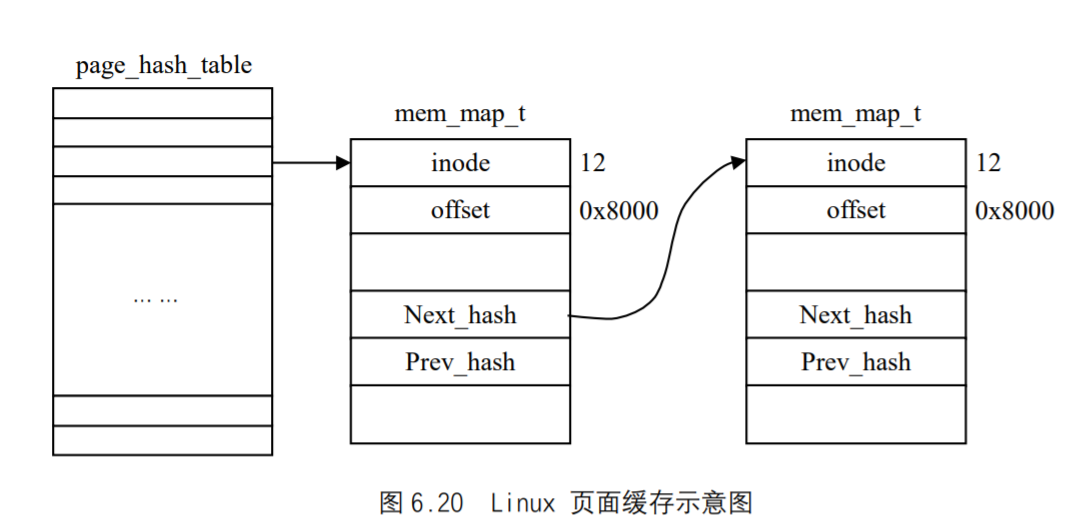 page_hash_table
mem_map_t
mem_map_t
inode
12
inode
12
offset
0x8000
offset
0x8000
... ...
Next_hash
Next_hash
Prev_hash
Prev_hash
图 6.20 Linux 页面缓存示意图